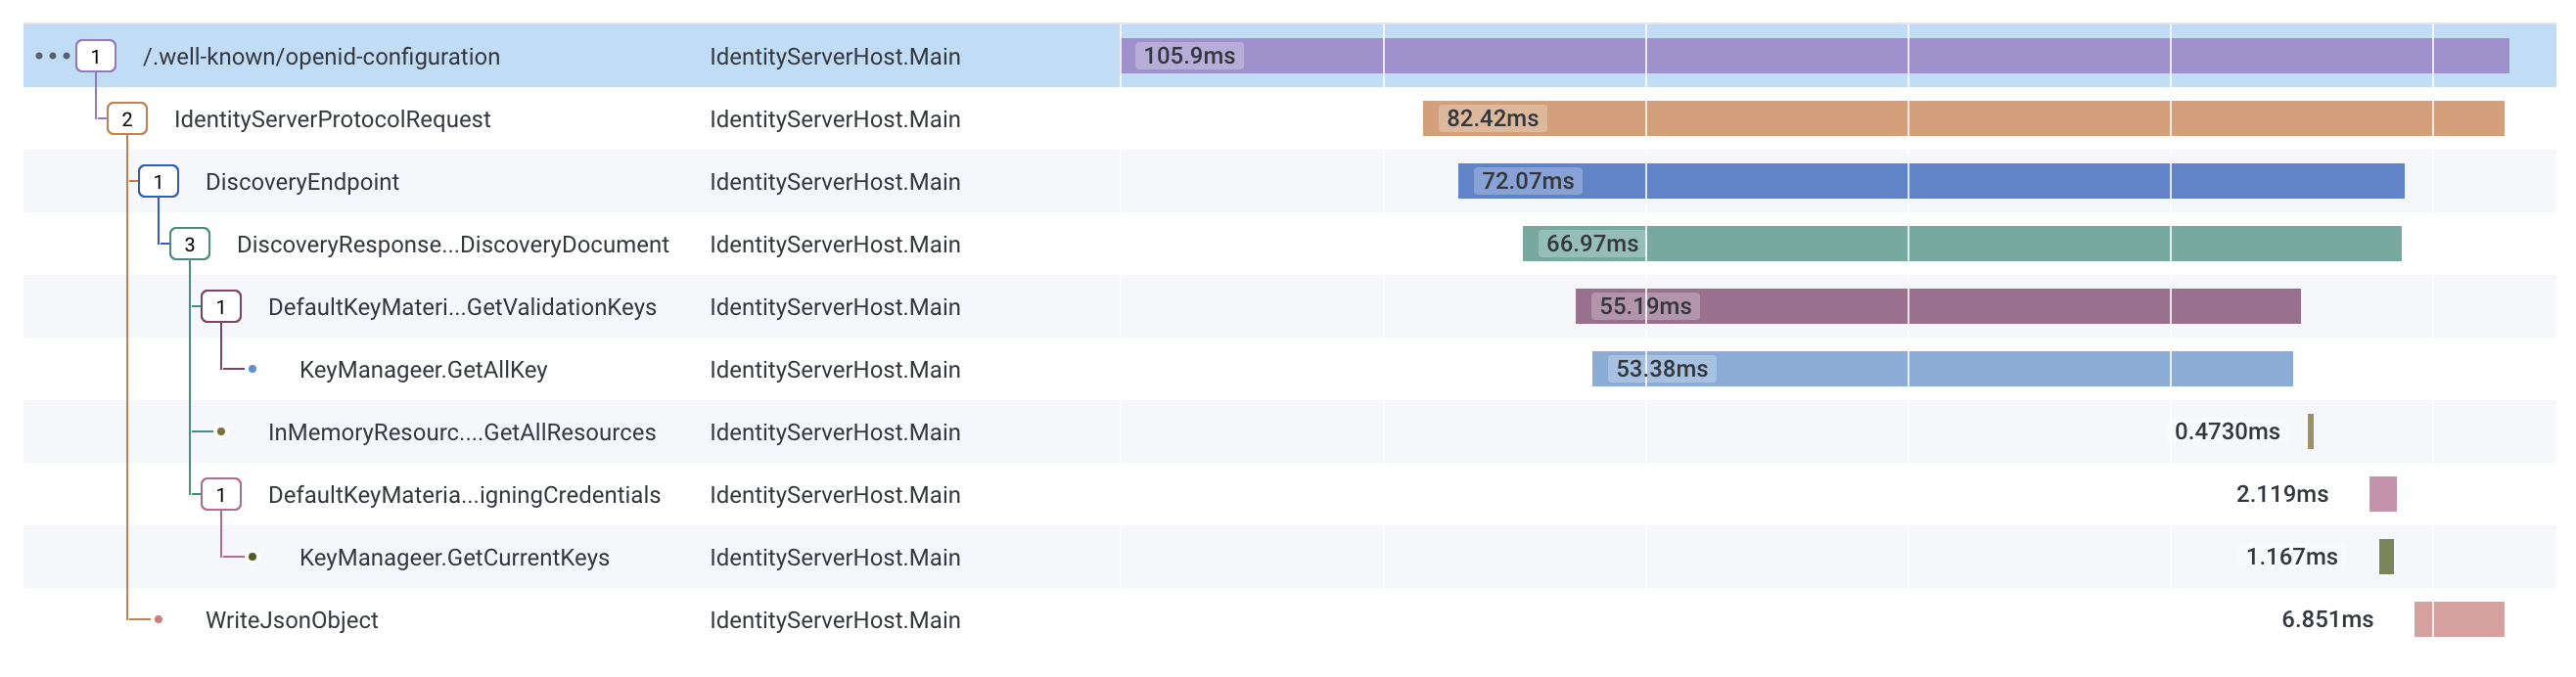 1 /.well-known/openid-configuration IdentityServerHost.Main 105.9ms
2 IdentityServerProtocolRequest IdentityServerHost.Main 82.42ms
1 DiscoveryEndpoint IdentityServerHost.Main 72.07ms
3 DiscoveryResponse...DiscoveryDocument IdentityServerHost.Main 66.97ms
1 DefaultKeyMateri...GetValidationKeys IdentityServerHost.Main 55.19ms
KeyManageer.GetAllKey IdentityServerHost.Main 53.38ms
InMemoryResourc....GetAllResources IdentityServerHost.Main 0.4730ms
1 DefaultKeyMateria...igningCredentials IdentityServerHost.Main 2.119ms
KeyManageer.GetCurrentKeys IdentityServerHost.Main 1.167ms
WriteJsonObject IdentityServerHost.Main 6.851ms